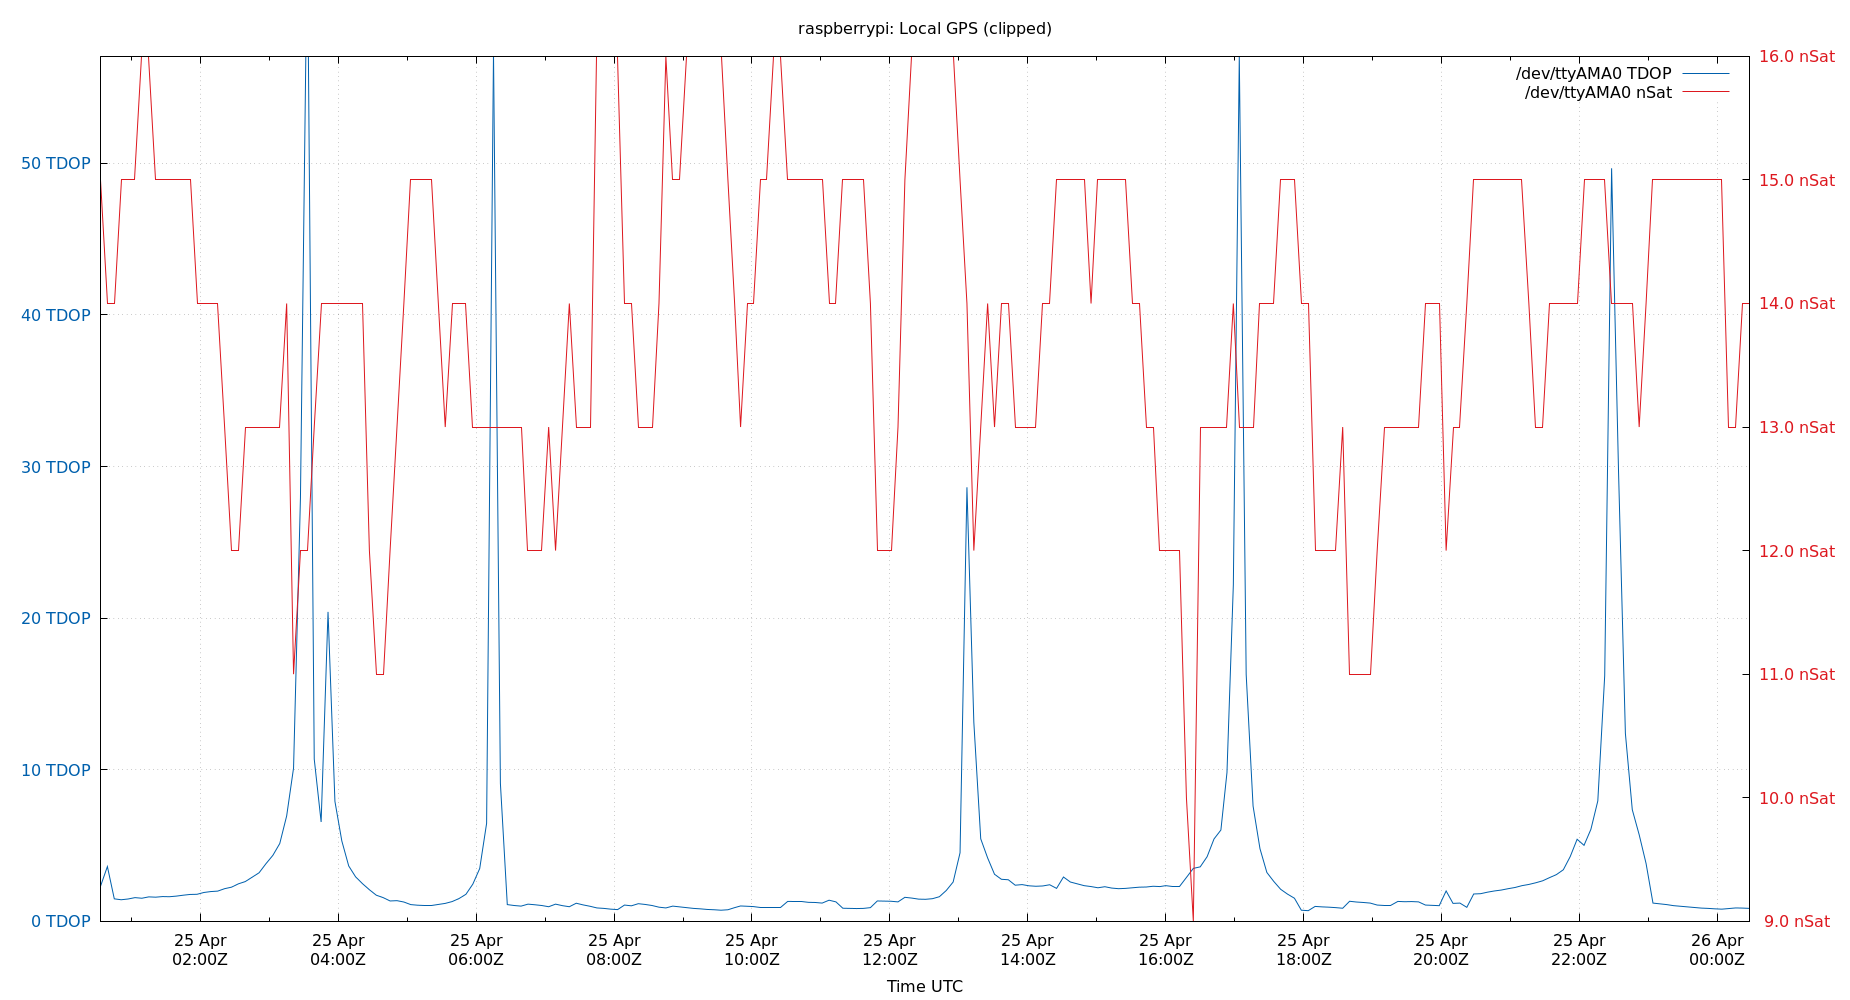 raspberrypi: Local GPS (clipped)
/dev/ttyAMA0 TDOP
/dev/ttyAMA0 nSat
50 TDOP
40 TDOP
30 TDOP
20 TDOP
10 TDOP
0 TDOP
16.0 nSat
15.0 nSat
14.0 nSat
13.0 nSat
12.0 nSat
11.0 nSat
10.0 nSat
9.0 nSat
25 Apr 25 Apr 25 Apr 25 Apr 25 Apr 25 Apr 25 Apr 25 Apr 25 Apr 25 Apr 25 Apr 26 Apr
02:00Z 04:00Z 06:00Z 08:00Z 10:00Z 12:00Z 14:00Z 16:00Z 18:00Z 20:00Z 22:00Z 00:00Z
Time UTC